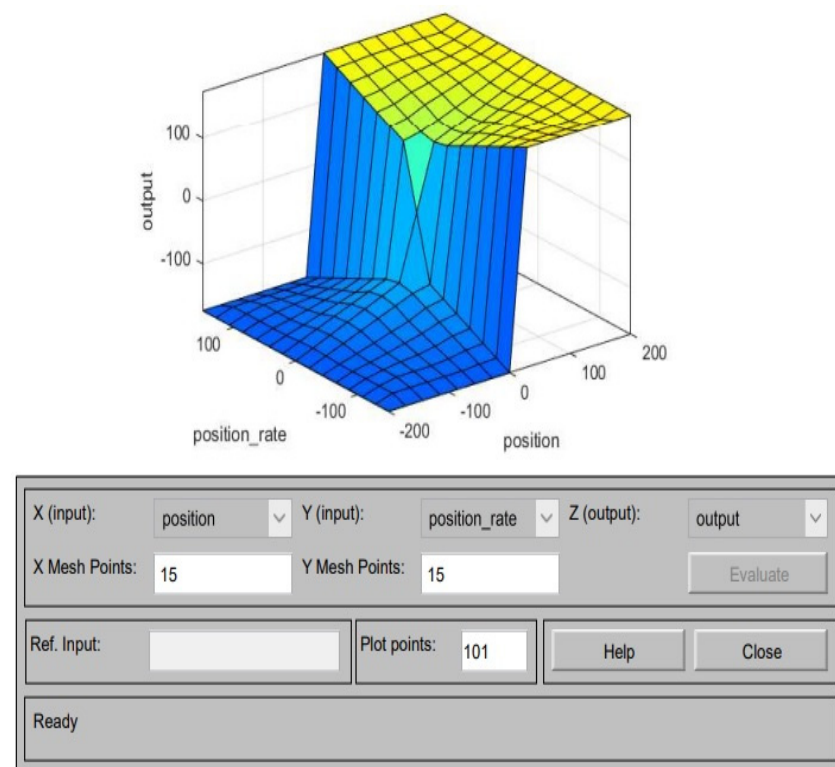 100
0
-100
output
100
0
-100
position_rate
-200
-100
0
100
200
position
X (input):
position
Y (input):
position_rate
Z (output):
output
X Mesh Points:
15
Y Mesh Points:
15
Evaluate
Ref. Input:
Plot points:
101
Help
Close
Ready